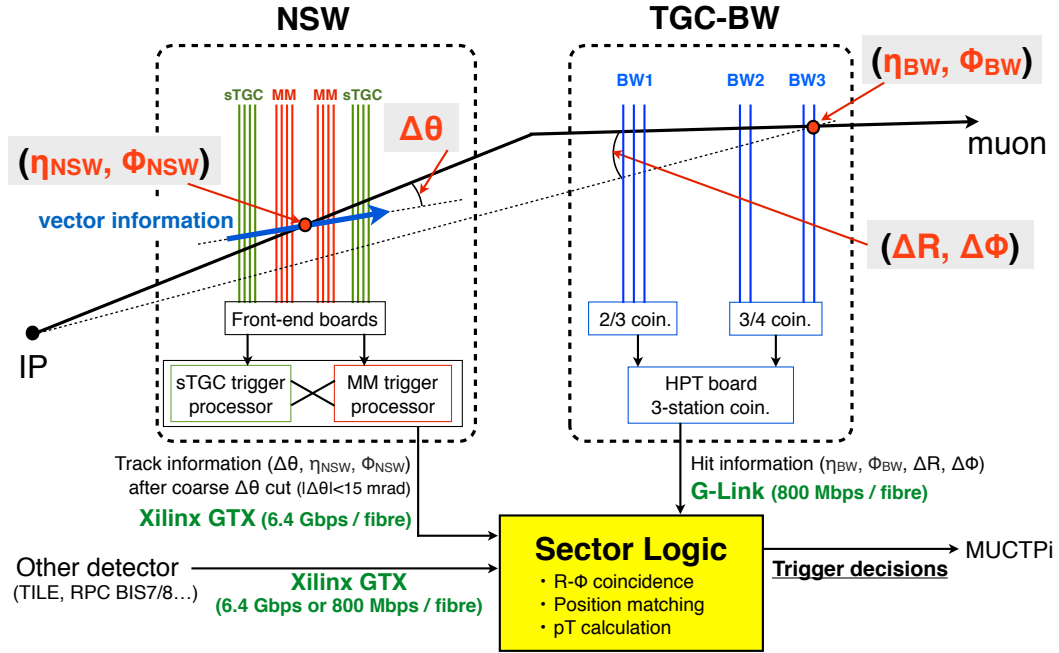 NSW
TGC-BW
sTGC MM MM sTGC
BW1
BW2
BW3
(ηBW, ΦBW)
Δθ
(ηNSW, ΦNSW)
muon
vector information
(ΔR, ΔΦ)
IP
Front-end boards
2/3 coin.
3/4 coin.
sTGC trigger
processor
MM trigger
processor
HPT board
3-station coin.
Track information (Δθ, ηNSW, ΦNSW)
after coarse Δθ cut (|Δθ|<15 mrad)
Xilinx GTX (6.4 Gbps / fibre)
Hit information (ηBW, ΦBW, ΔR, ΔΦ)
G-Link (800 Mbps / fibre)
Other detector
(TILE, RPC BIS7/8…)
Xilinx GTX
(6.4 Gbps or 800 Mbps / fibre)
Sector Logic
・R-Φ coincidence
・Position matching
・pT calculation
Trigger decisions
MUCTPi